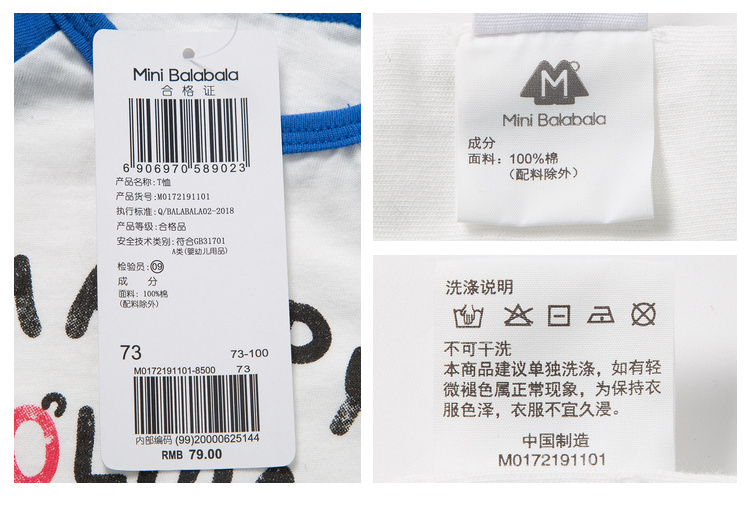 Mini Balabala
合格证
6 906970 589023
产品名称:T恤
产品货号:M0172191101
执行标准:Q/BALABALA02-2018
产品等级:合格品
安全技术类别:符合GB31701
A类(婴幼儿用品)
检验员:09
成 分
面料: 100%棉
(配料除外)
73 73-100
M0172191101-8500 73
内部编码 (99)20000625144
RMB 79.00
M
Mini Balabala
成分
面料: 100%棉
(配料除外)
洗涤说明
不可干洗
本商品建议单独洗涤，如有轻
微褪色属正常现象，为保持衣
服色泽，衣服不宜久浸。
中国制造
M0172191101